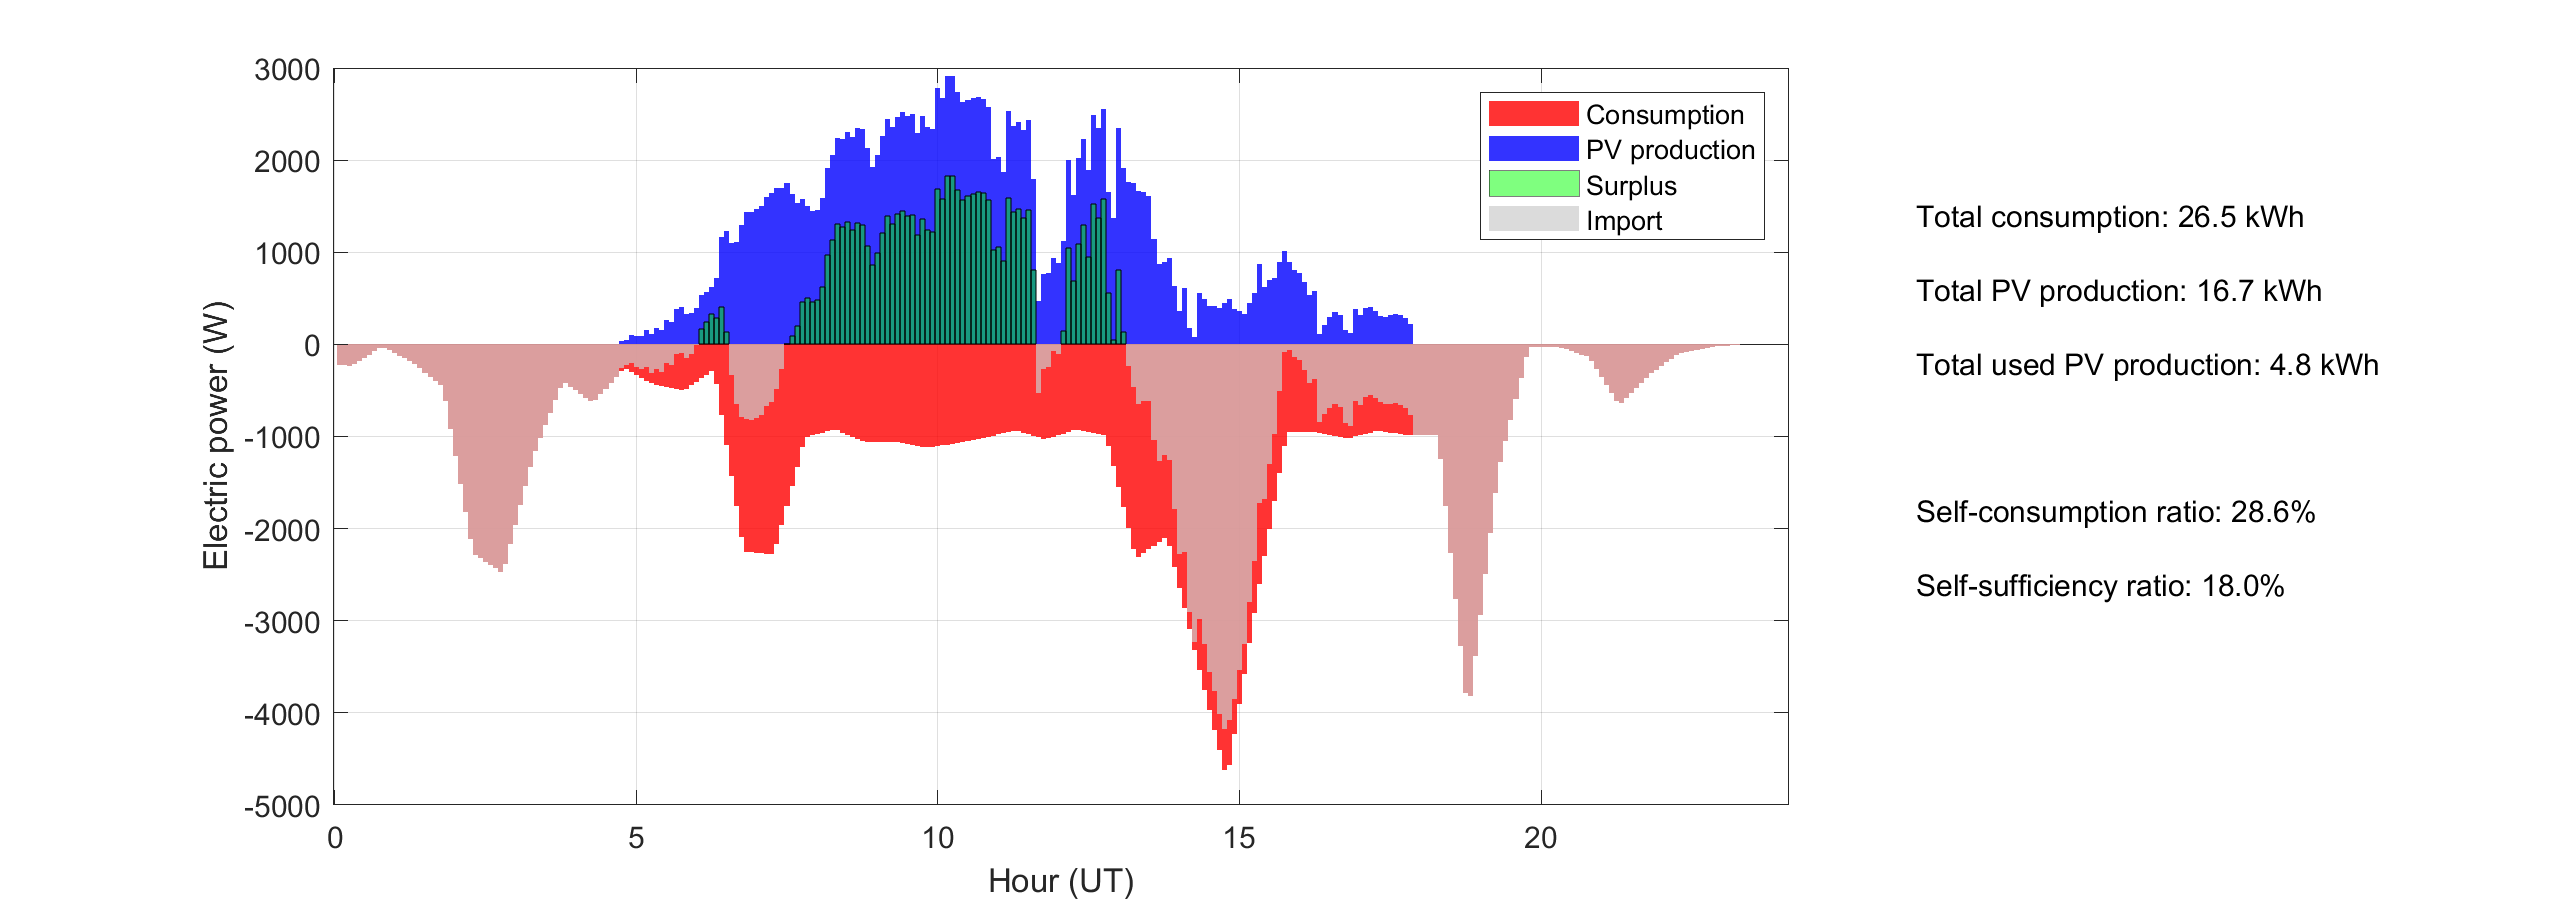 3000
2000
1000
0
-1000
-2000
-3000
-4000
-5000
Electric power (W)
0 5 10 15 20
Hour (UT)
Consumption
PV production
Surplus
Import
Total consumption: 26.5 kWh
Total PV production: 16.7 kWh
Total used PV production: 4.8 kWh
Self-consumption ratio: 28.6%
Self-sufficiency ratio: 18.0%